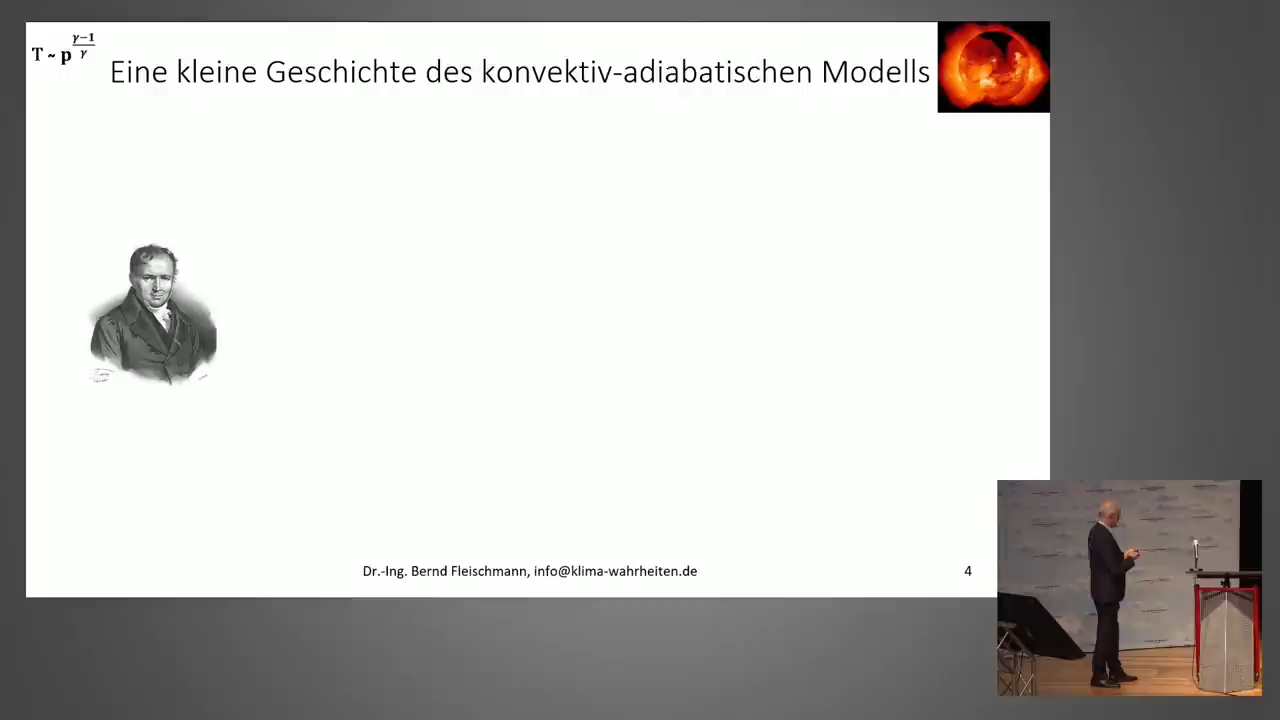 T ~ p^(γ−1)/γ
Eine kleine Geschichte des konvektiv-adiabatischen Modells
Dr.-Ing. Bernd Fleischmann, info@klima-wahrheiten.de
4